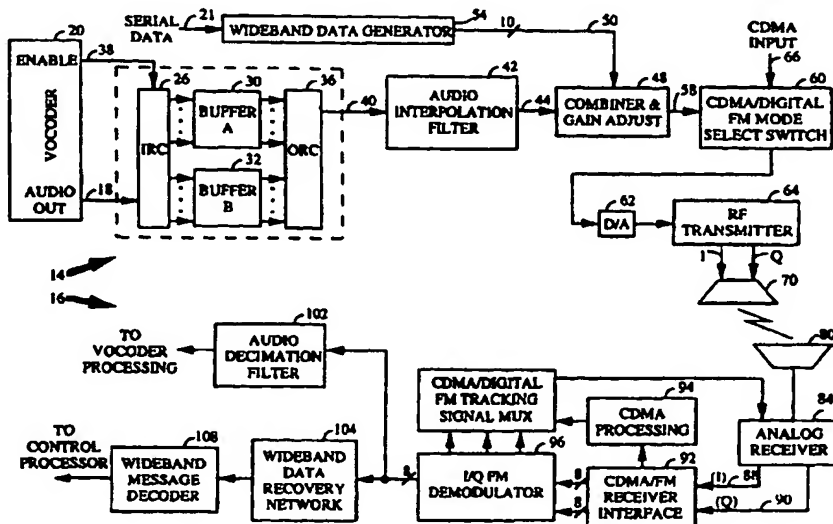 SERIAL DATA
21
WIDEBAND DATA GENERATOR
54
10
50
CDMA INPUT
66
20
ENABLE
VOCODER
AUDIO OUT
38
18
26
IRC
30
BUFFER A
32
BUFFER B
36
ORC
40
42
AUDIO INTERPOLATION FILTER
44
48
COMBINER & GAIN ADJUST
58
60
CDMA/DIGITAL FM MODE SELECT SWITCH
62
D/A
64
RF TRANSMITTER
I
Q
70
14
16
80
TO VOCODER PROCESSING
102
AUDIO DECIMATION FILTER
CDMA/DIGITAL FM TRACKING SIGNAL MUX
94
CDMA PROCESSING
84
ANALOG RECEIVER
TO CONTROL PROCESSOR
108
WIDEBAND MESSAGE DECODER
104
WIDEBAND DATA RECOVERY NETWORK
8
96
I/Q FM DEMODULATOR
8
8
92
CDMA/FM RECEIVER INTERFACE
(I)
88
(Q)
90